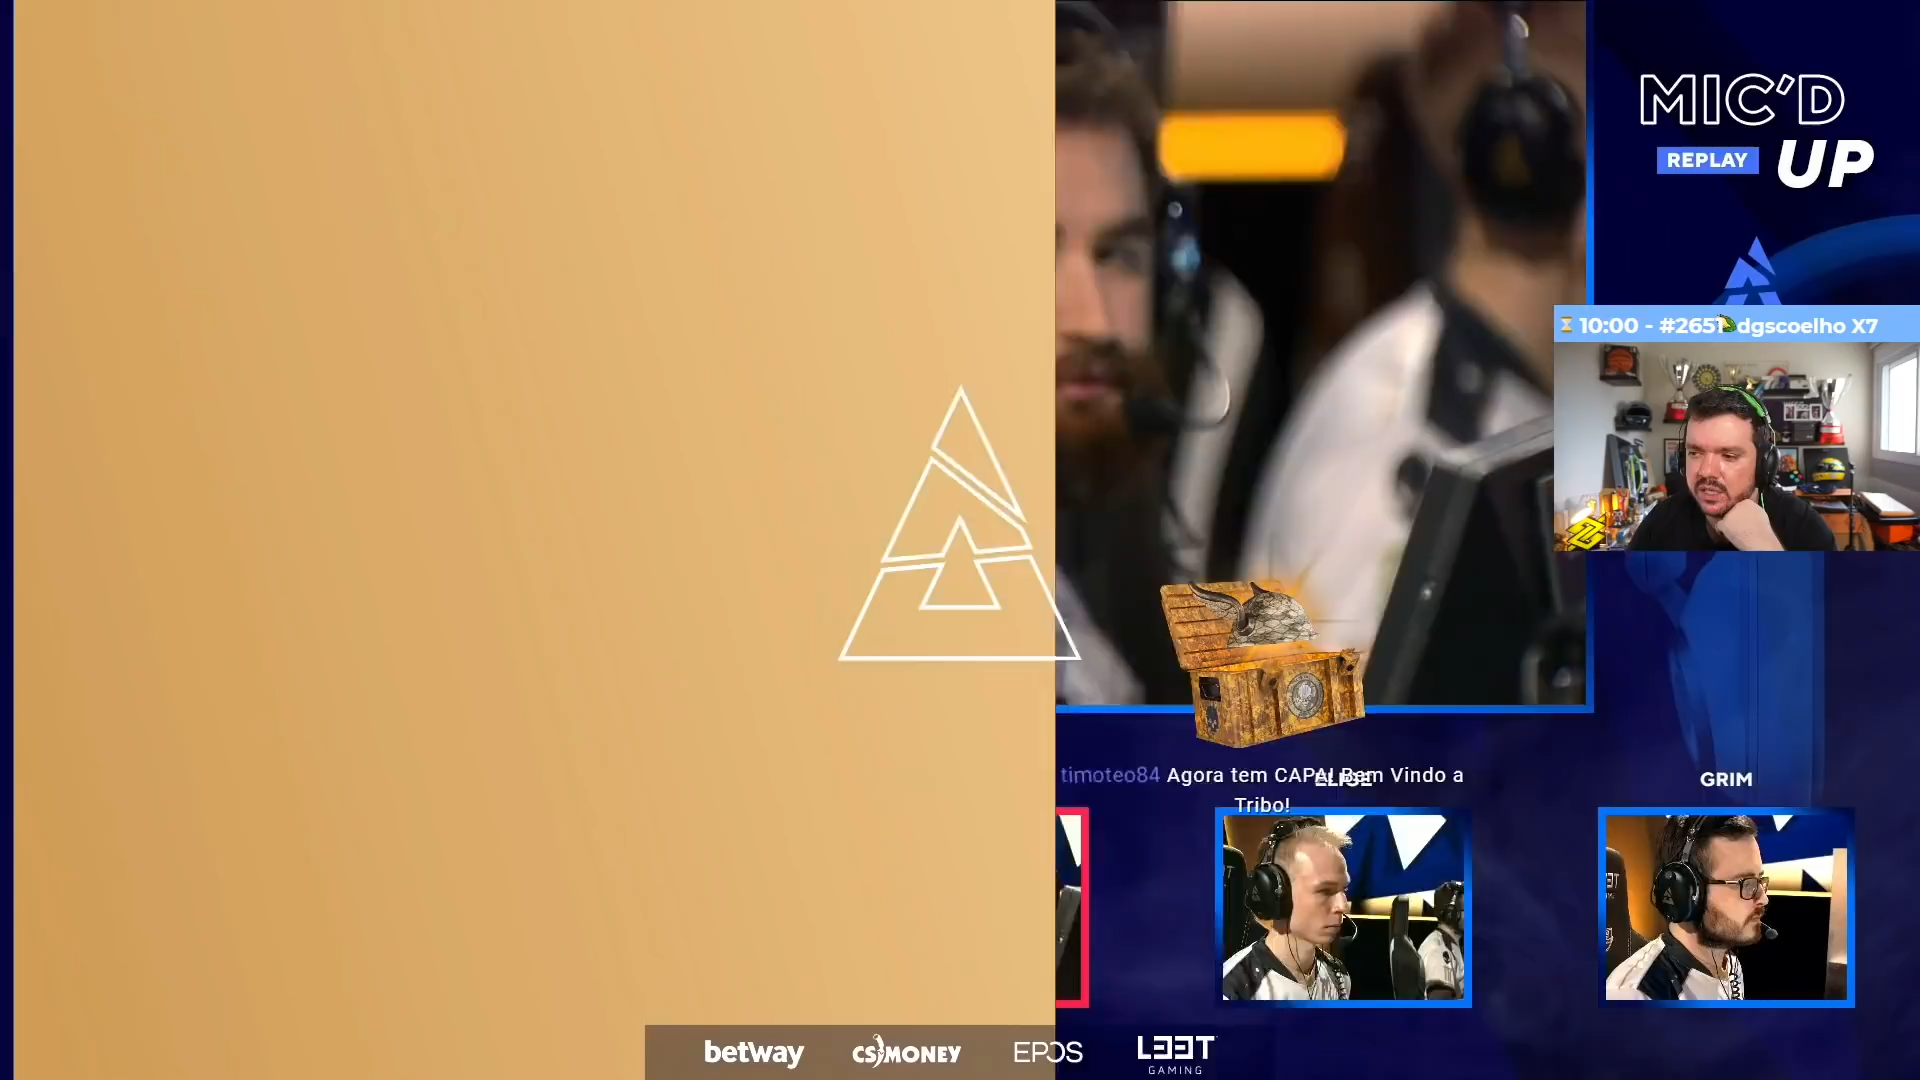 MIC'D
REPLAY UP
10:00 - #2651 dgscoelho X7
timoteo84 Agora tem CAPA! Bem Vindo a
Tribo!
ELIGE
GRIM
betway
CS.MONEY
EPOS
L33T
GAMING